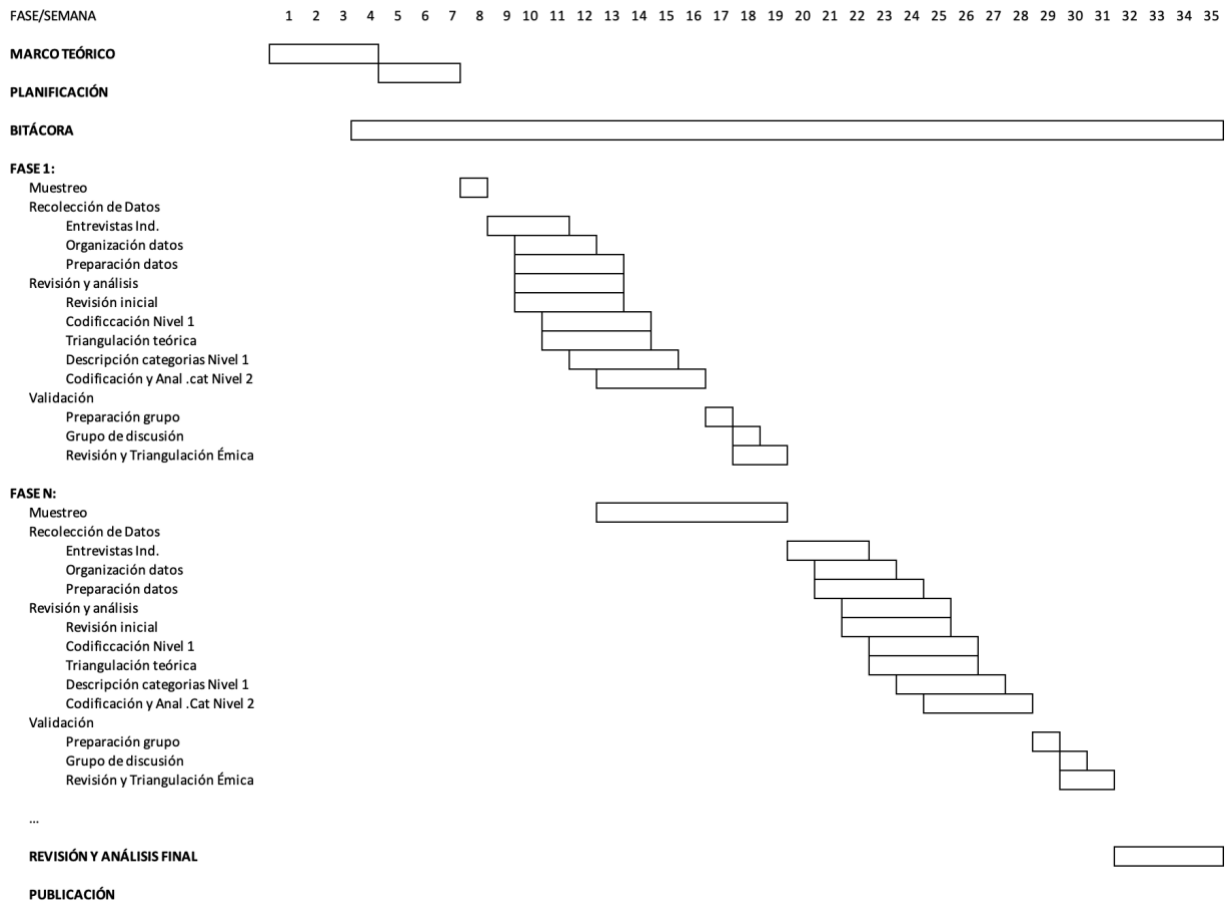 FASE/SEMANA 1 2 3 4 5 6 7 8 9 10 11 12 13 14 15 16 17 18 19 20 21 22 23 24 25 26 27 28 29 30 31 32 33 34 35
MARCO TEÓRICO
PLANIFICACIÓN
BITÁCORA
FASE 1:
Muestreo
Recolección de Datos
Entrevistas Ind.
Organización datos
Preparación datos
Revisión y análisis
Revisión inicial
Codificcación Nivel 1
Triangulación teórica
Descripción categorias Nivel 1
Codificación y Anal .cat Nivel 2
Validación
Preparación grupo
Grupo de discusión
Revisión y Triangulación Émica
FASE N:
Muestreo
Recolección de Datos
Entrevistas Ind.
Organización datos
Preparación datos
Revisión y análisis
Revisión inicial
Codificcación Nivel 1
Triangulación teórica
Descripción categorias Nivel 1
Codificación y Anal .Cat Nivel 2
Validación
Preparación grupo
Grupo de discusión
Revisión y Triangulación Émica
...
REVISIÓN Y ANÁLISIS FINAL
PUBLICACIÓN